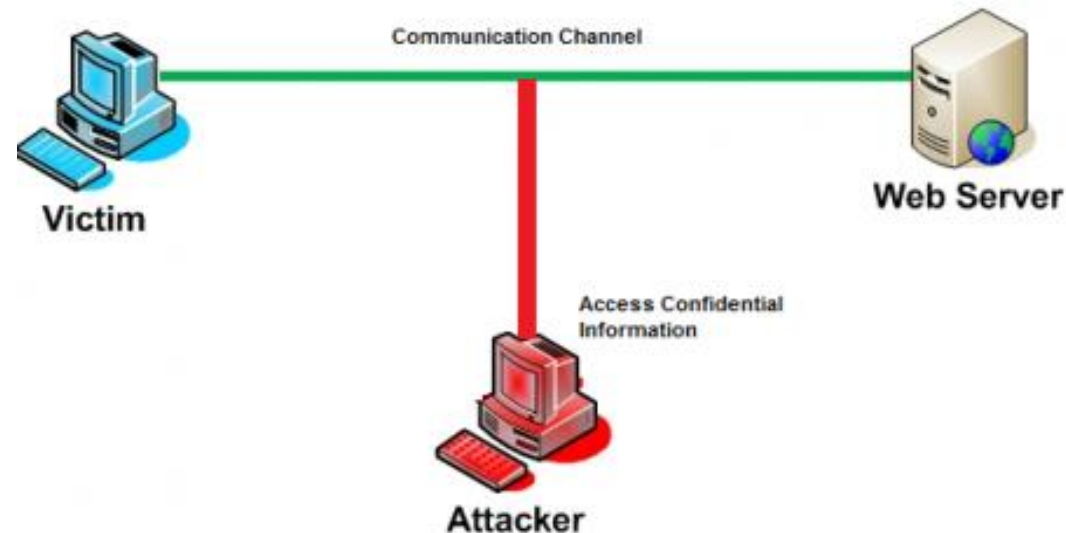 Communication Channel
Victim
Web Server
Access Confidential
Information
Attacker